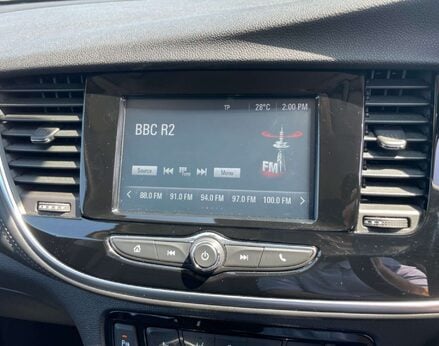 TP 28°C 2:00 PM
BBC R2
FM
Source Menu
88.0 FM 91.0 FM 94.0 FM 97.0 FM 100.0 FM